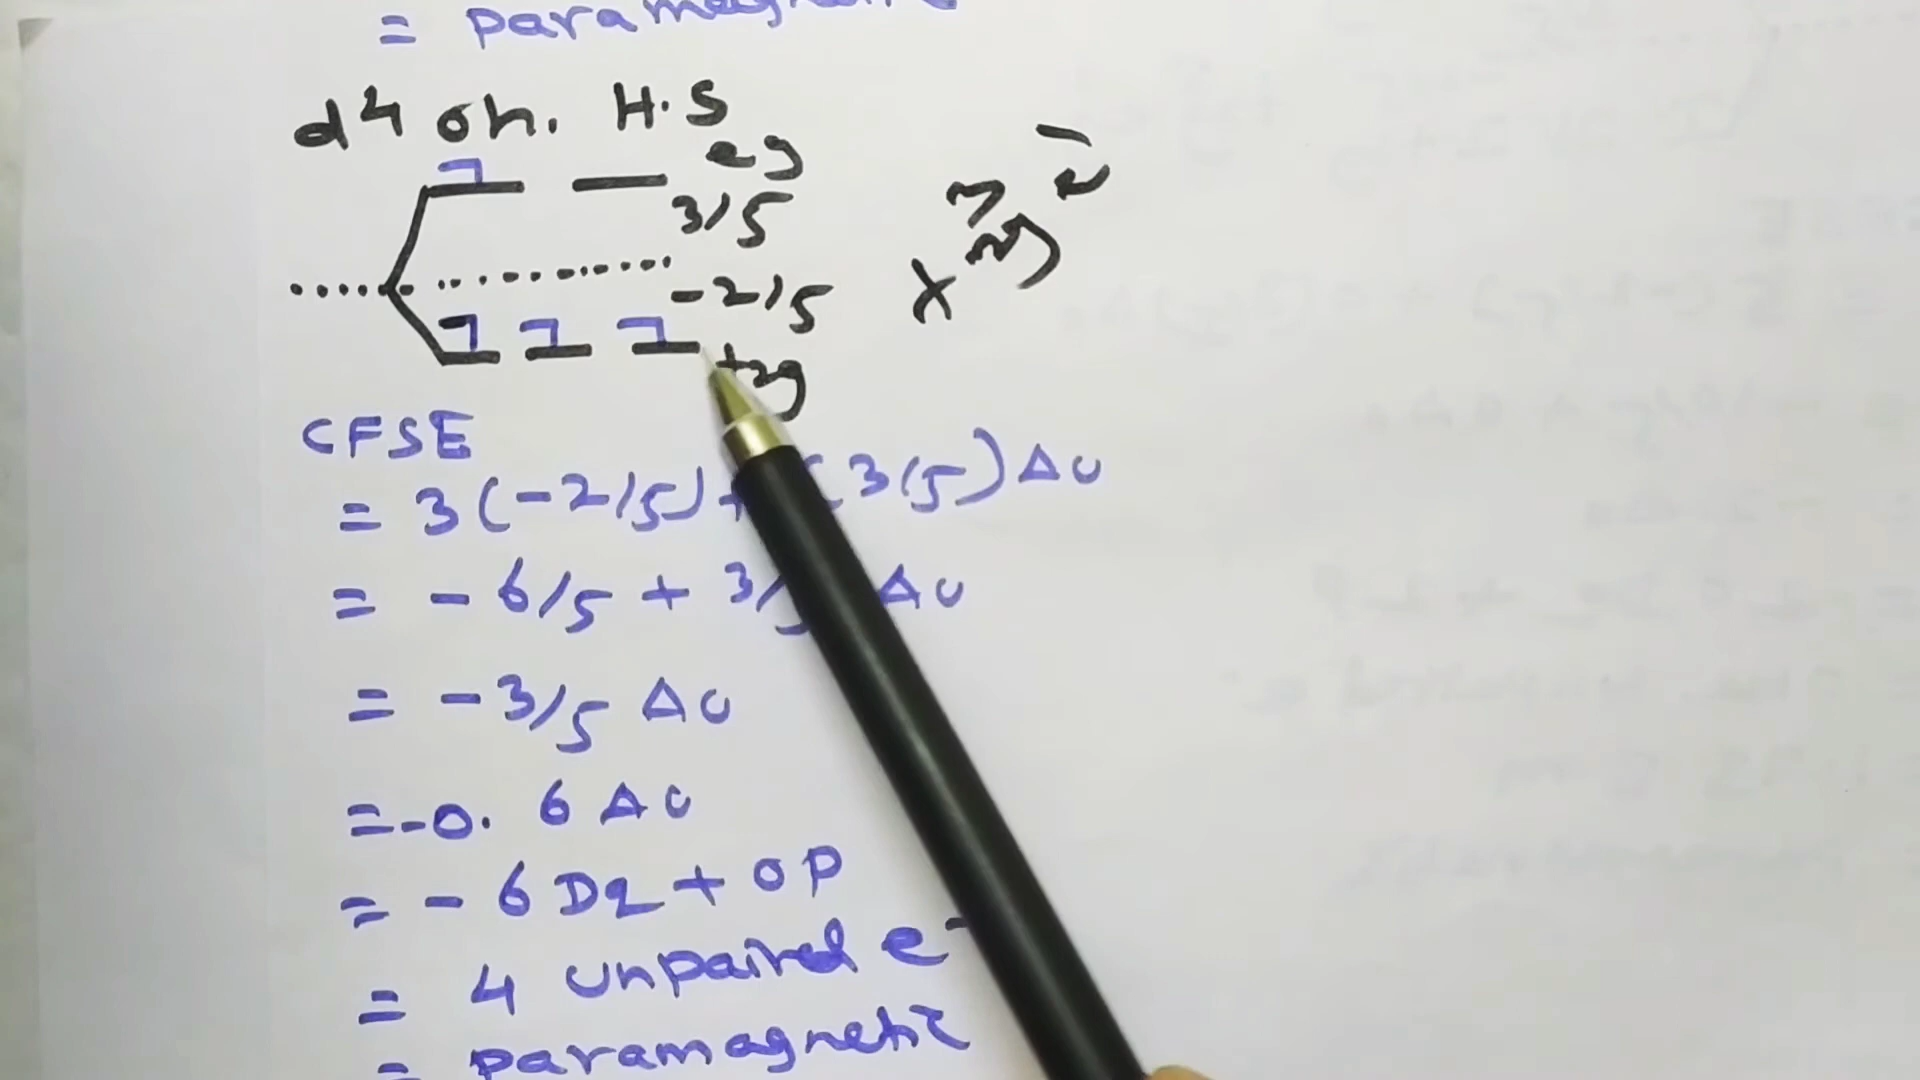 = paramagnetic
d4 oh. H.S
eg
3/5
-2/5
t2g
CFSE
= 3(-2/5) + (3/5) Δo
= - 6/5 + 3/5 Δo
= - 3/5 Δo
= -0. 6 Δo
= - 6 Dq + 0P
= 4 unpaired e-
= paramagnetic